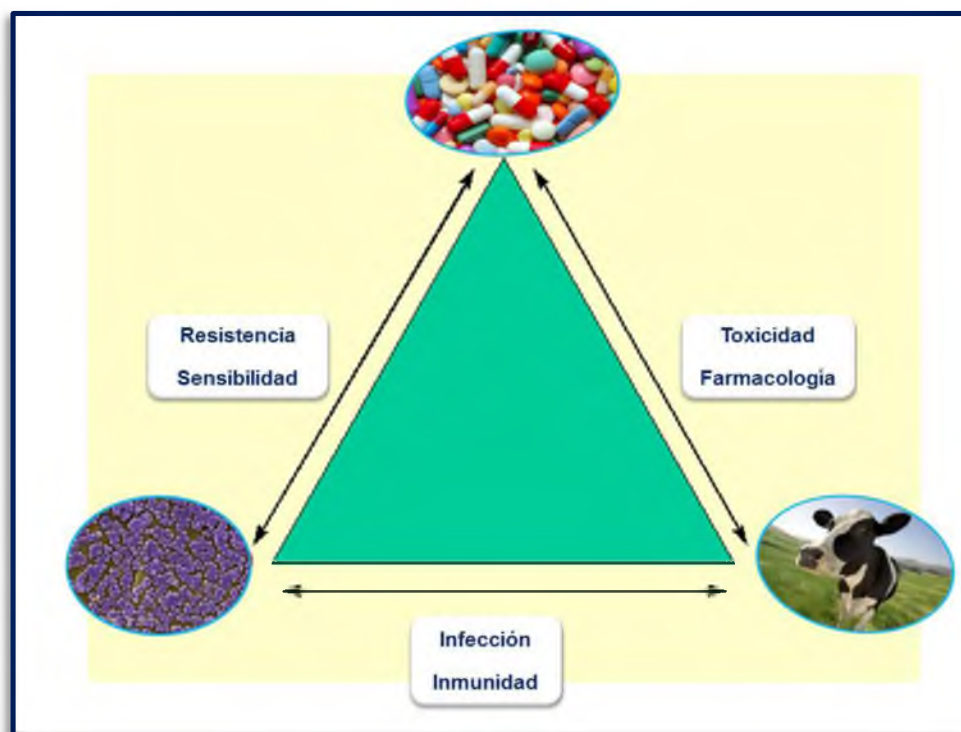 Resistencia
Sensibilidad
Toxicidad
Farmacología
Infección
Inmunidad